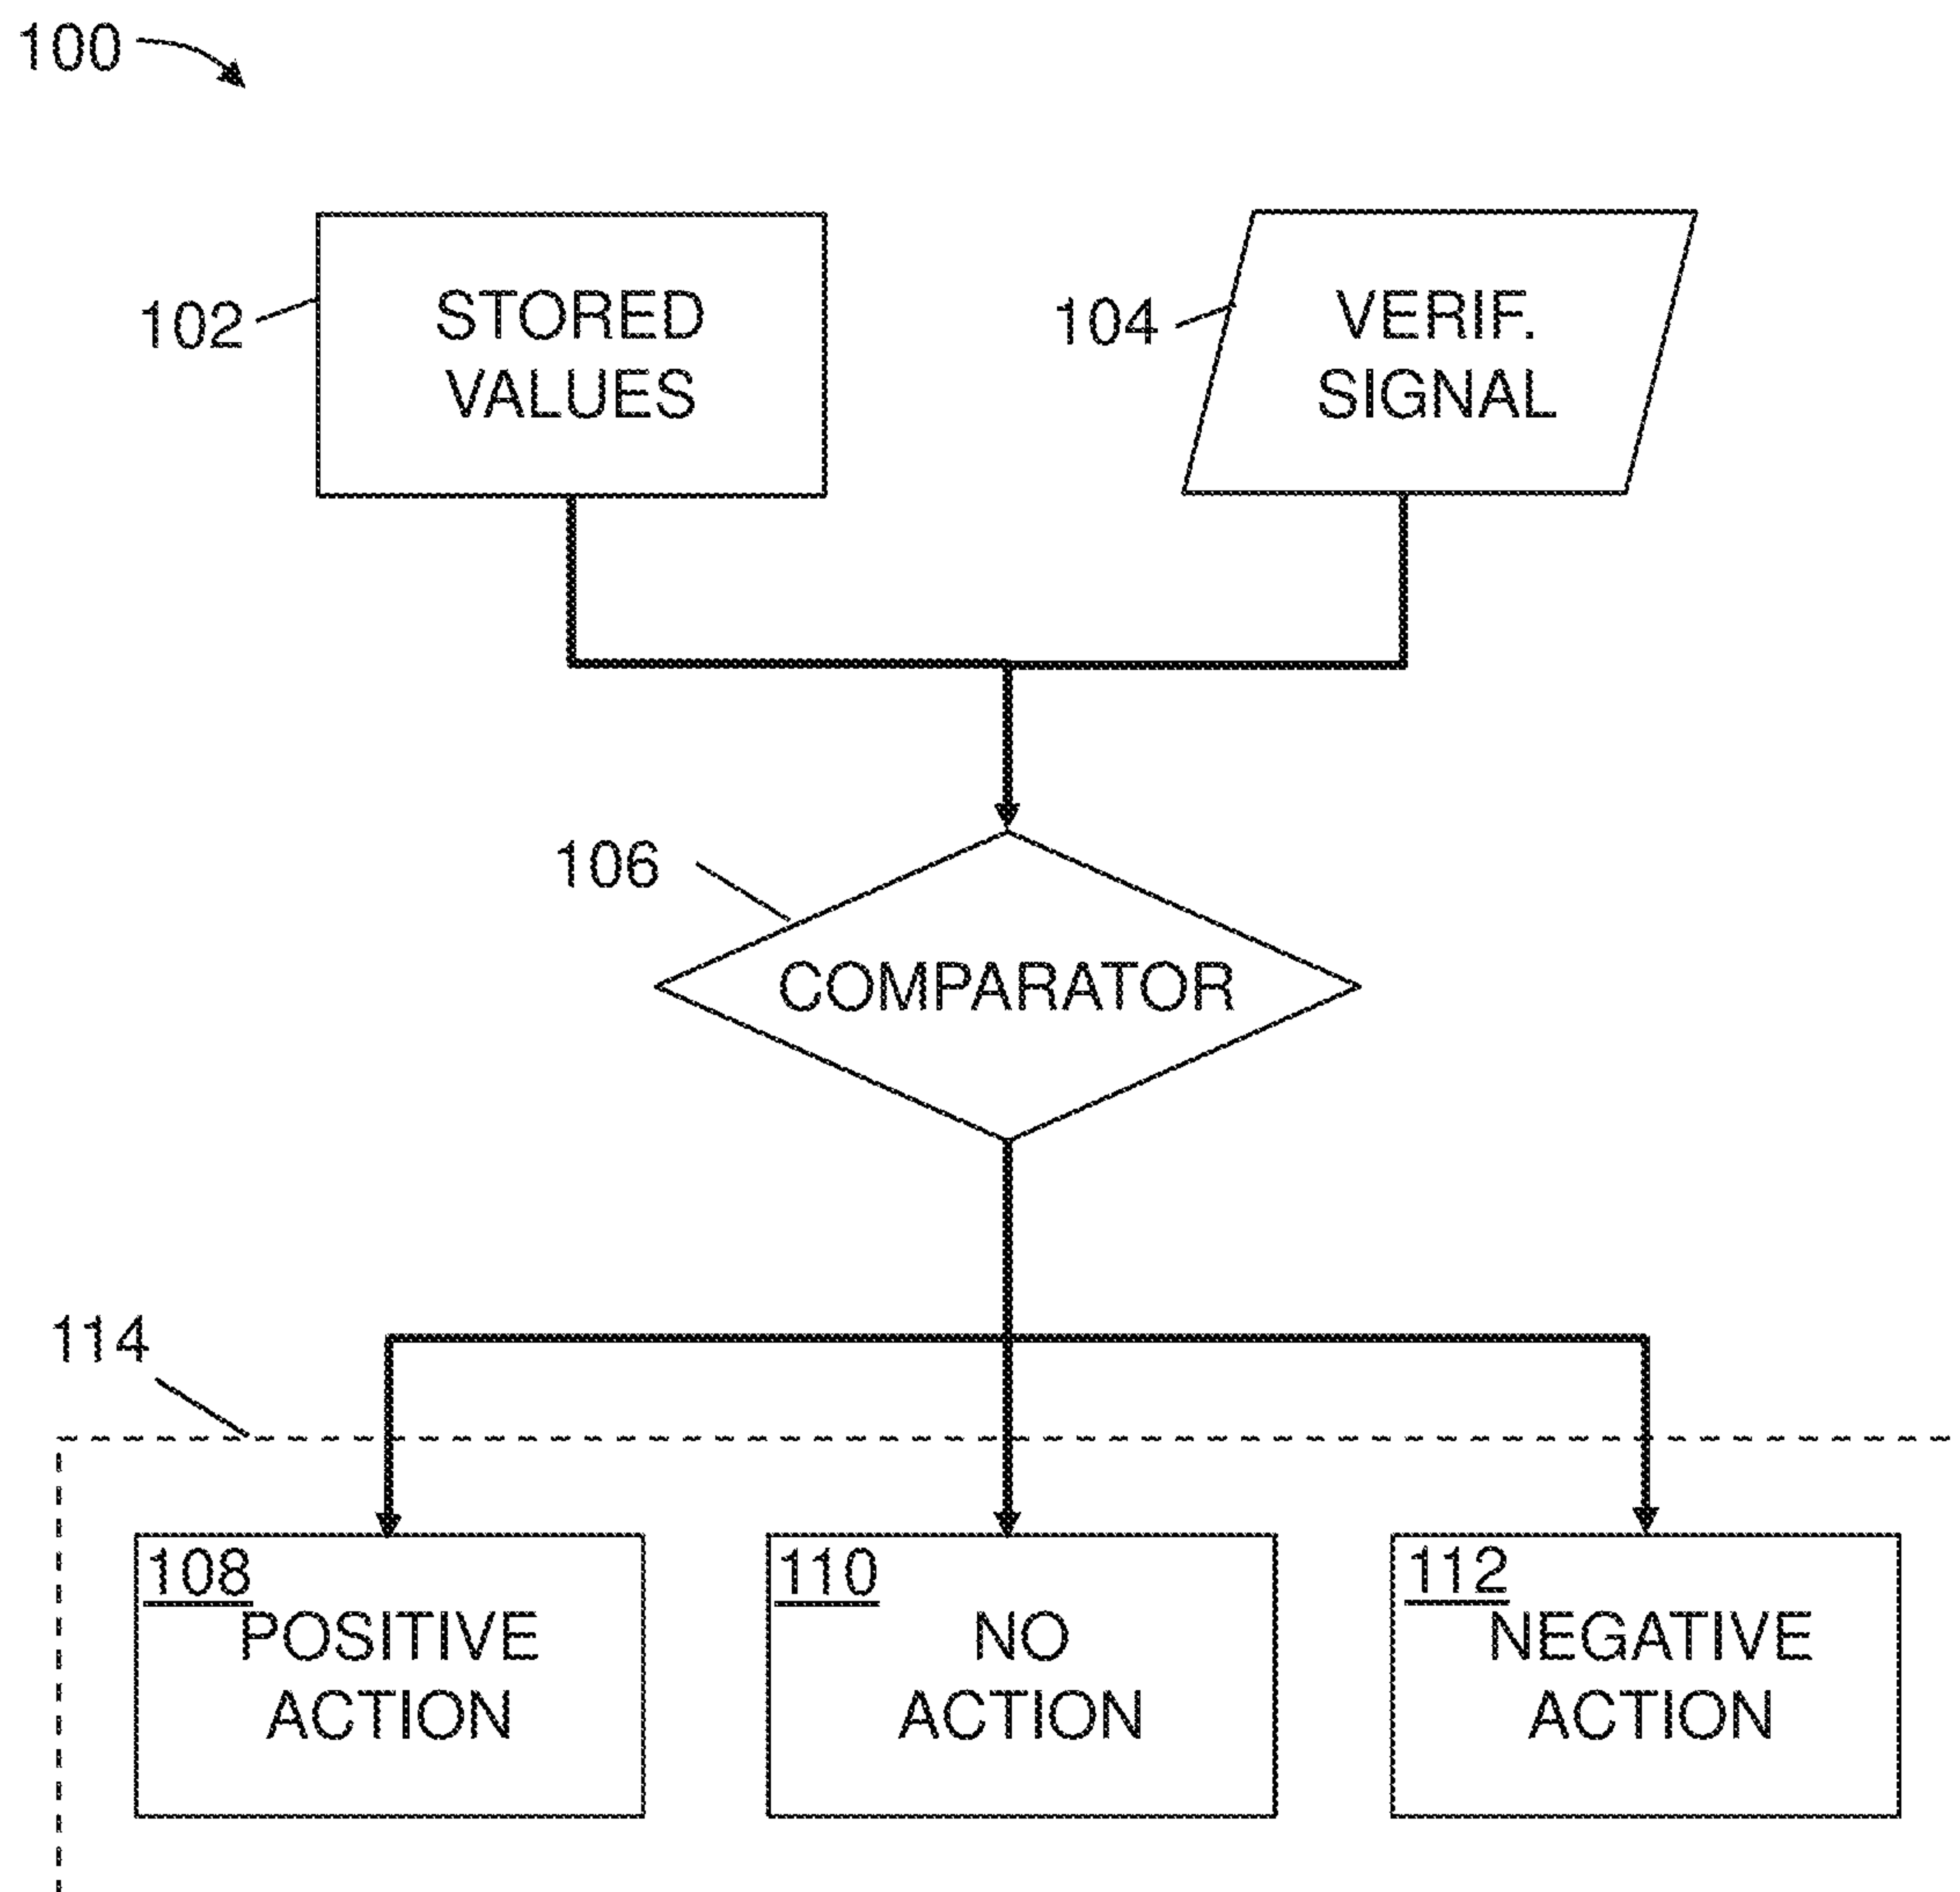 100
102
STORED
VALUES
104
VERIF.
SIGNAL
106
COMPARATOR
114
108
POSITIVE
ACTION
110
NO
ACTION
112
NEGATIVE
ACTION